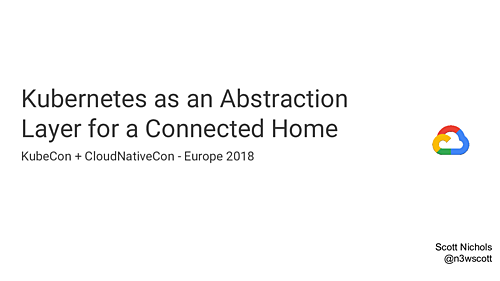 Kubernetes as an Abstraction
Layer for a Connected Home
KubeCon + CloudNativeCon - Europe 2018
Scott Nichols
@n3wscott